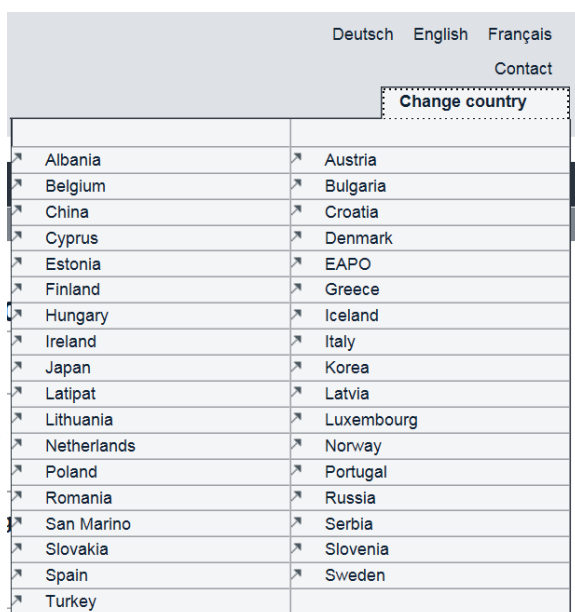 Deutsch English Français
Contact
Change country
Albania Austria
Belgium Bulgaria
China Croatia
Cyprus Denmark
Estonia EAPO
Finland Greece
Hungary Iceland
Ireland Italy
Japan Korea
Latipat Latvia
Lithuania Luxembourg
Netherlands Norway
Poland Portugal
Romania Russia
San Marino Serbia
Slovakia Slovenia
Spain Sweden
Turkey